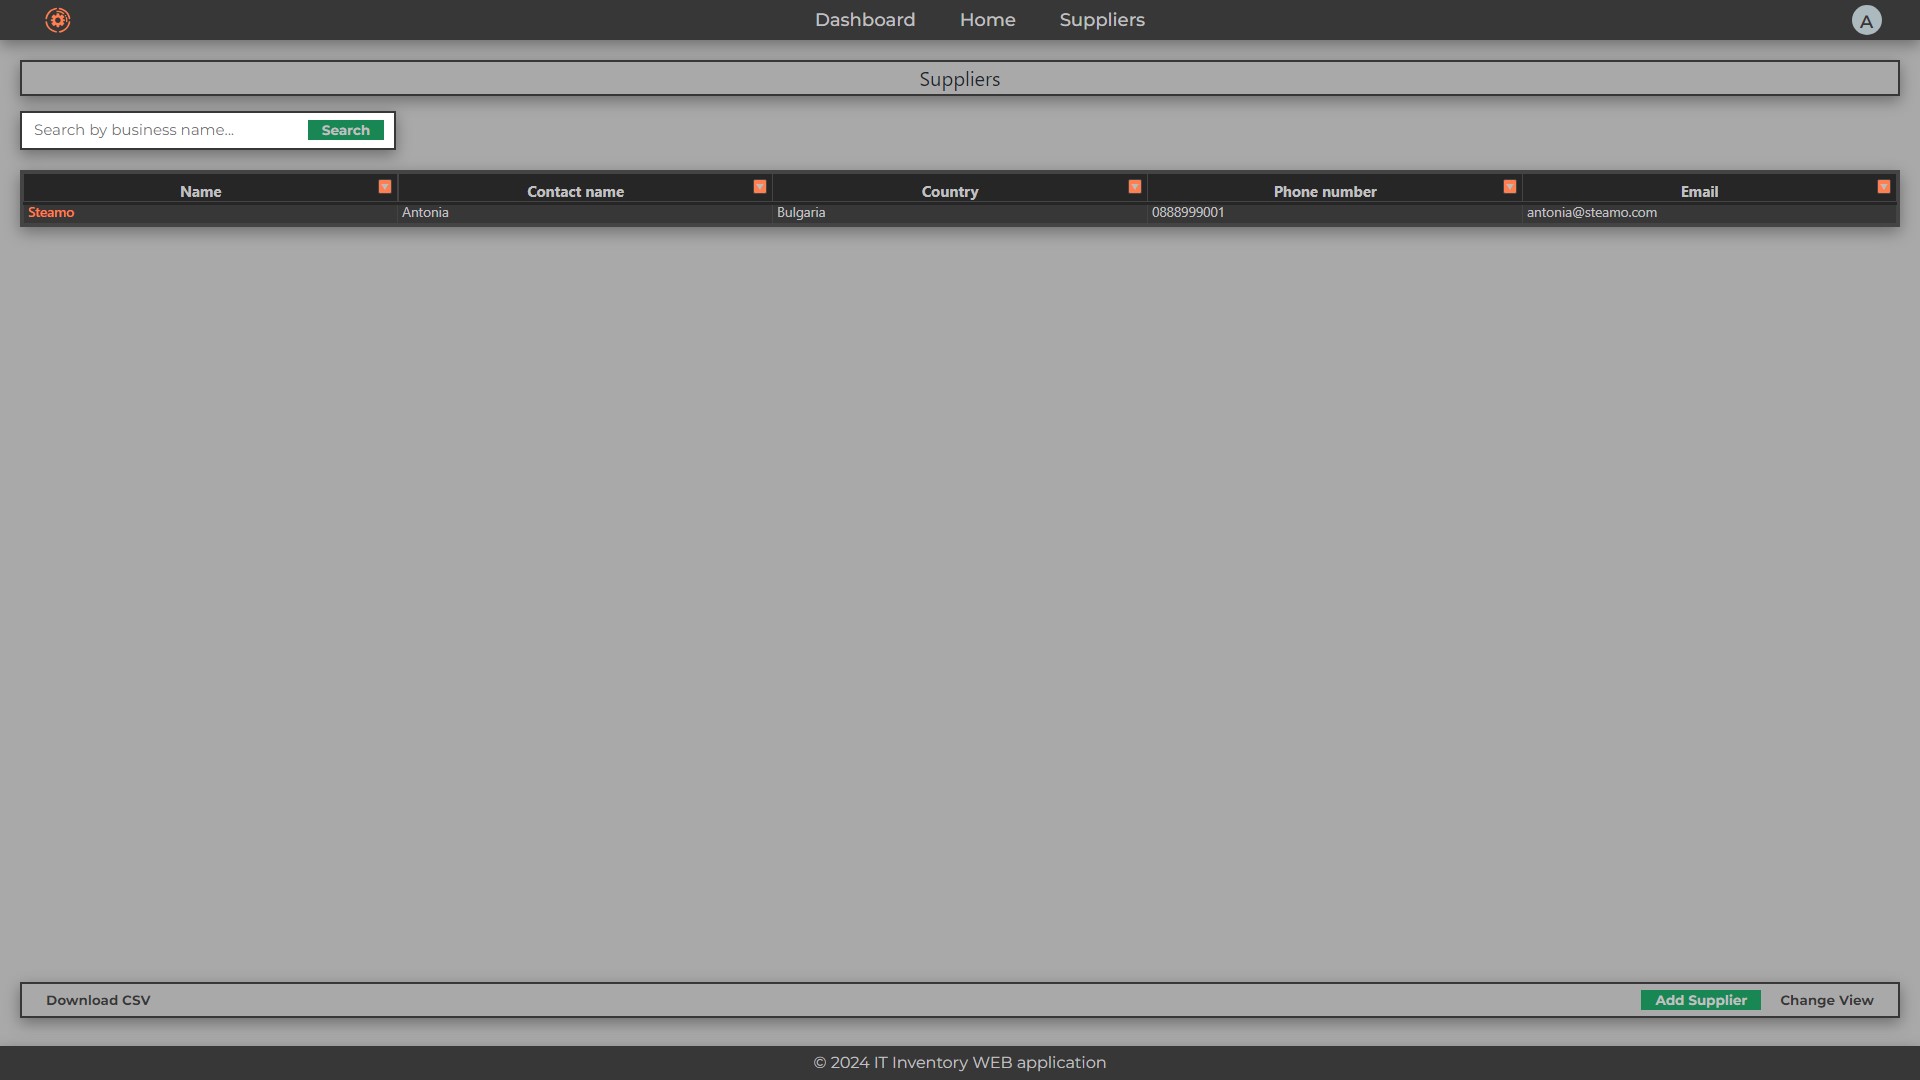 Dashboard Home Suppliers A
Suppliers
Search by business name... Search
Name Contact name Country Phone number Email
Steamo Antonia Bulgaria 0888999001 antonia@steamo.com
Download CSV Add Supplier Change View
© 2024 IT Inventory WEB application